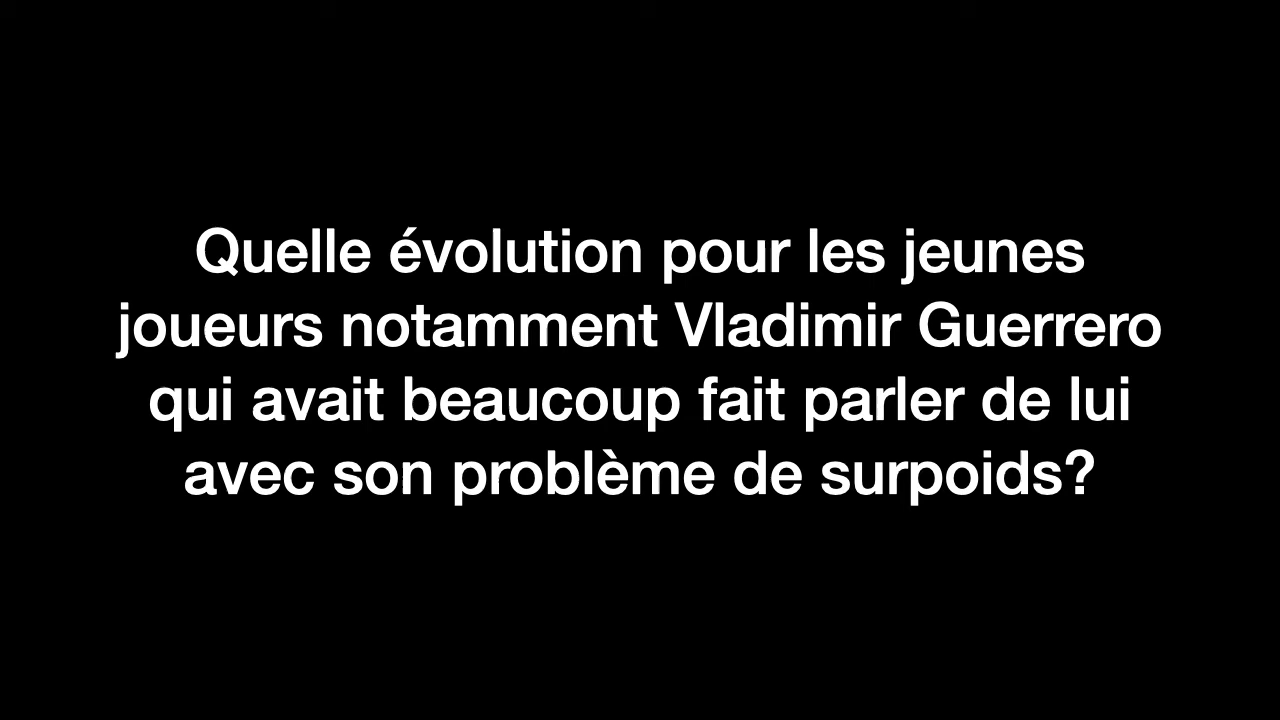 Quelle évolution pour les jeunes
joueurs notamment Vladimir Guerrero
qui avait beaucoup fait parler de lui
avec son problème de surpoids?